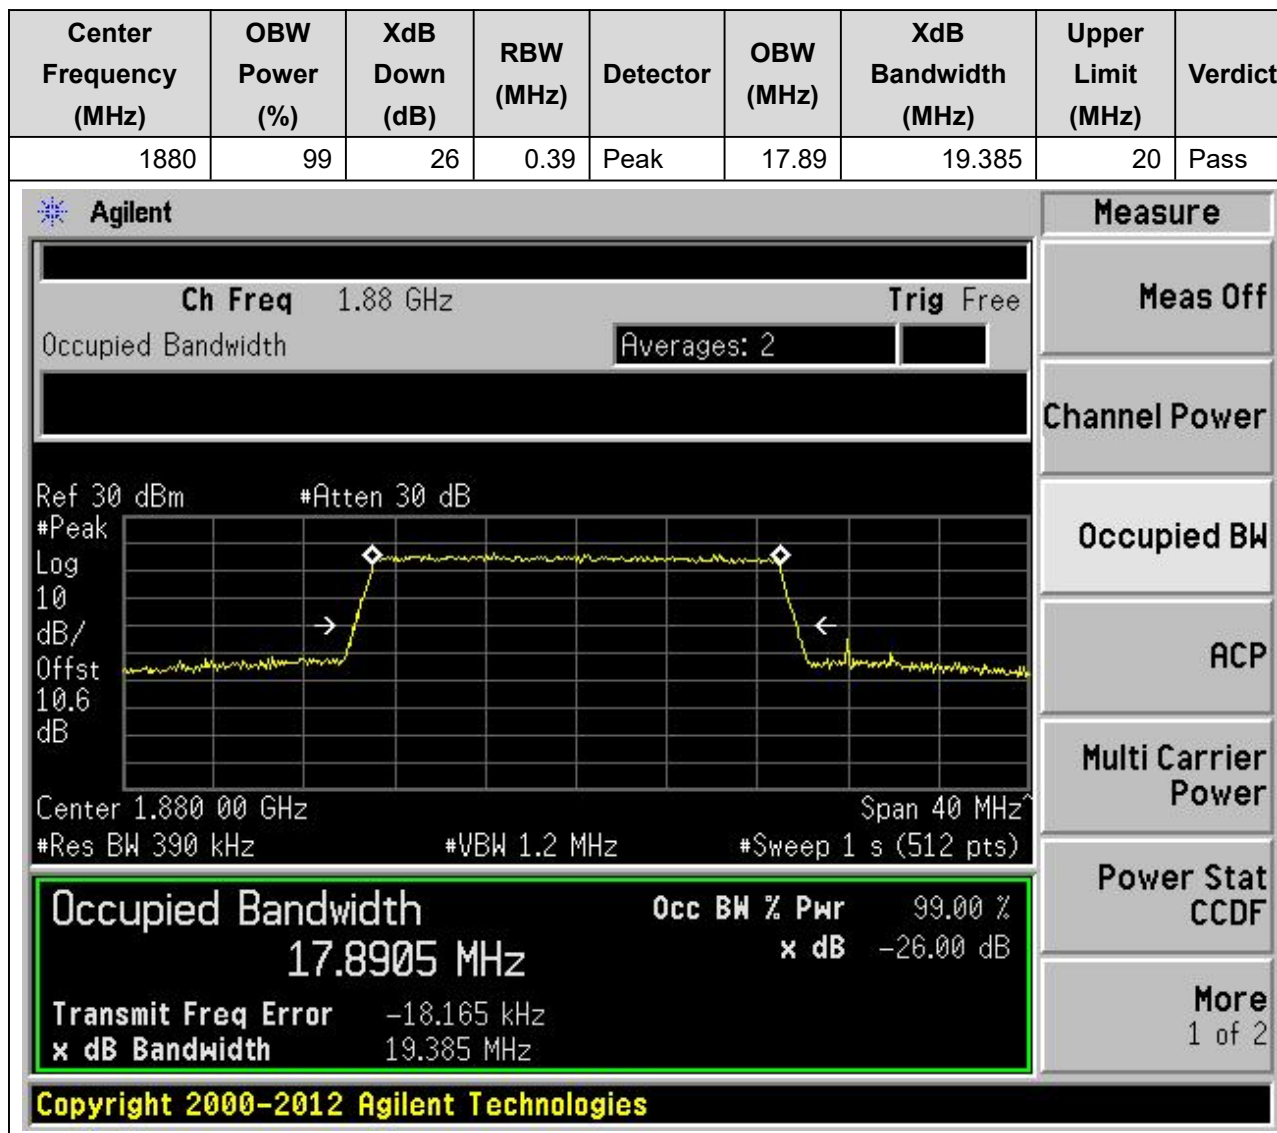 Center Frequency (MHz) OBW Power (%) XdB Down (dB) RBW (MHz) Detector OBW (MHz) XdB Bandwidth (MHz) Upper Limit (MHz) Verdict
1880 99 26 0.39 Peak 17.89 19.385 20 Pass
Agilent
Measure
Ch Freq 1.88 GHz Trig Free
Meas Off
Occupied Bandwidth Averages: 2
Channel Power
Ref 30 dBm #Atten 30 dB
#Peak
Log
10
dB/
Offst
10.6
dB
Occupied BW
ACP
Multi Carrier
Power
Center 1.880 00 GHz Span 40 MHz^
#Res BW 390 kHz #VBW 1.2 MHz #Sweep 1 s (512 pts)
Power Stat
CCDF
Occupied Bandwidth Occ BW % Pwr 99.00 %
17.8905 MHz x dB -26.00 dB
Transmit Freq Error -18.165 kHz
x dB Bandwidth 19.385 MHz
More
1 of 2
Copyright 2000-2012 Agilent Technologies